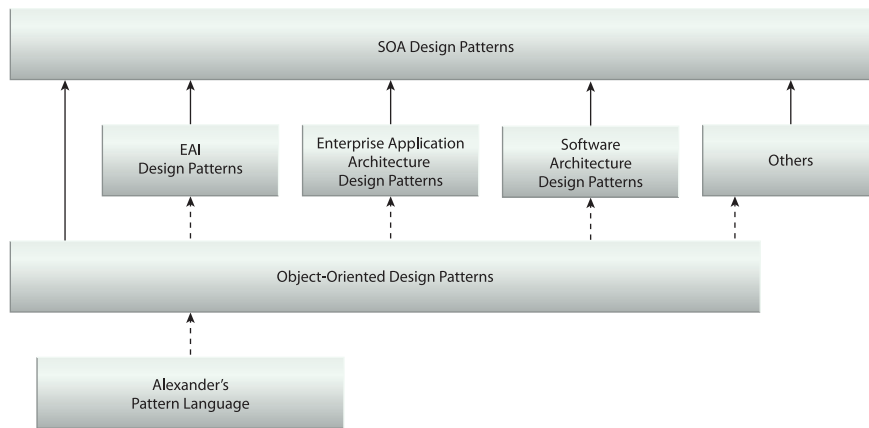 SOA Design Patterns
EAI
Design Patterns
Enterprise Application
Architecture
Design Patterns
Software
Architecture
Design Patterns
Others
Object-Oriented Design Patterns
Alexander's
Pattern Language